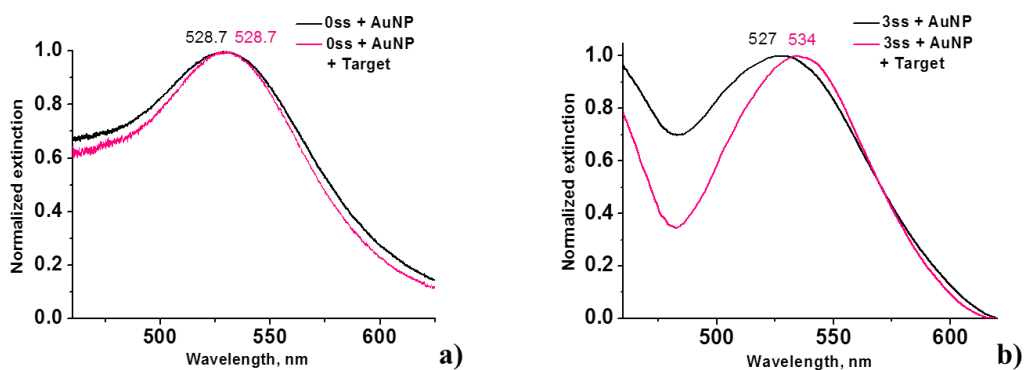 528.7 528.7
0ss + AuNP
0ss + AuNP
+ Target
Normalized extinction
1.0
0.8
0.6
0.4
0.2
0.0
500 550 600
Wavelength, nm
a)
527 534
3ss + AuNP
3ss + AuNP
+ Target
Normalized extinction
1.0
0.8
0.6
0.4
0.2
0.0
500 550 600
Wavelength, nm
b)